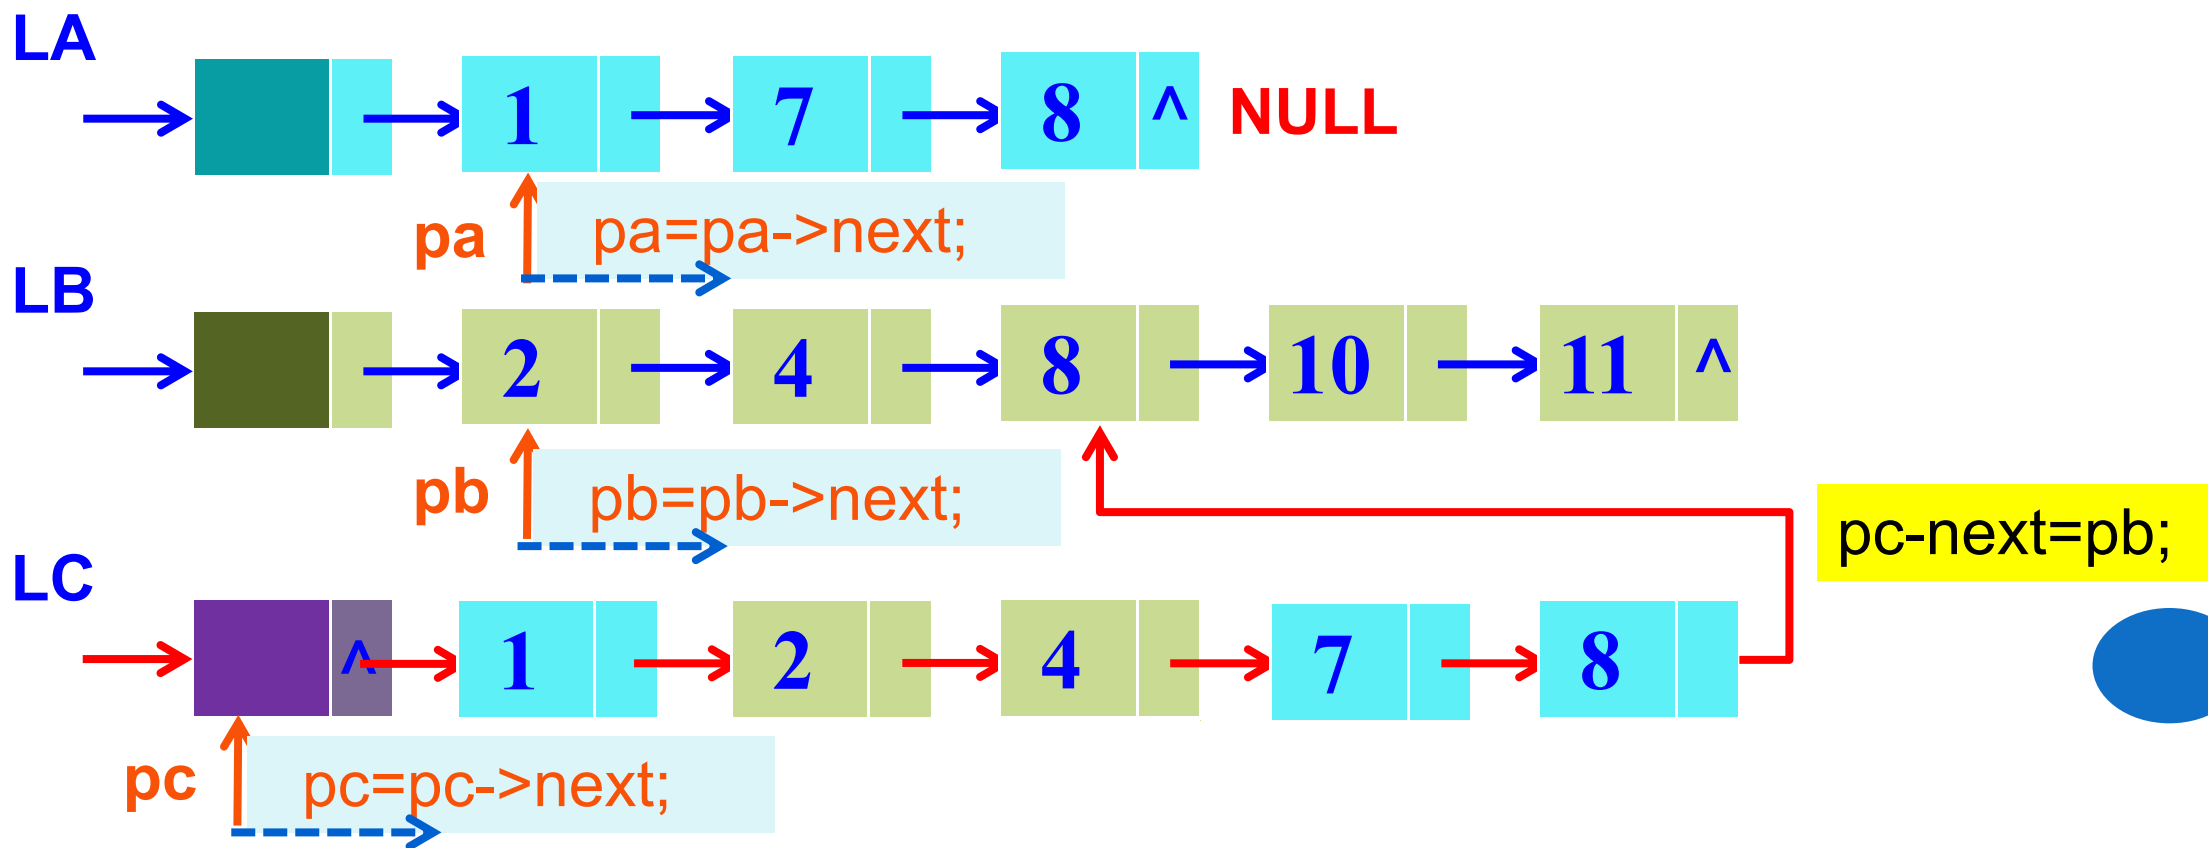 LA
1 7 8 ^ NULL
pa pa=pa->next;
LB
2 4 8 10 11 ^
pb pb=pb->next;
pc-next=pb;
LC
^ 1 2 4 7 8
pc pc=pc->next;